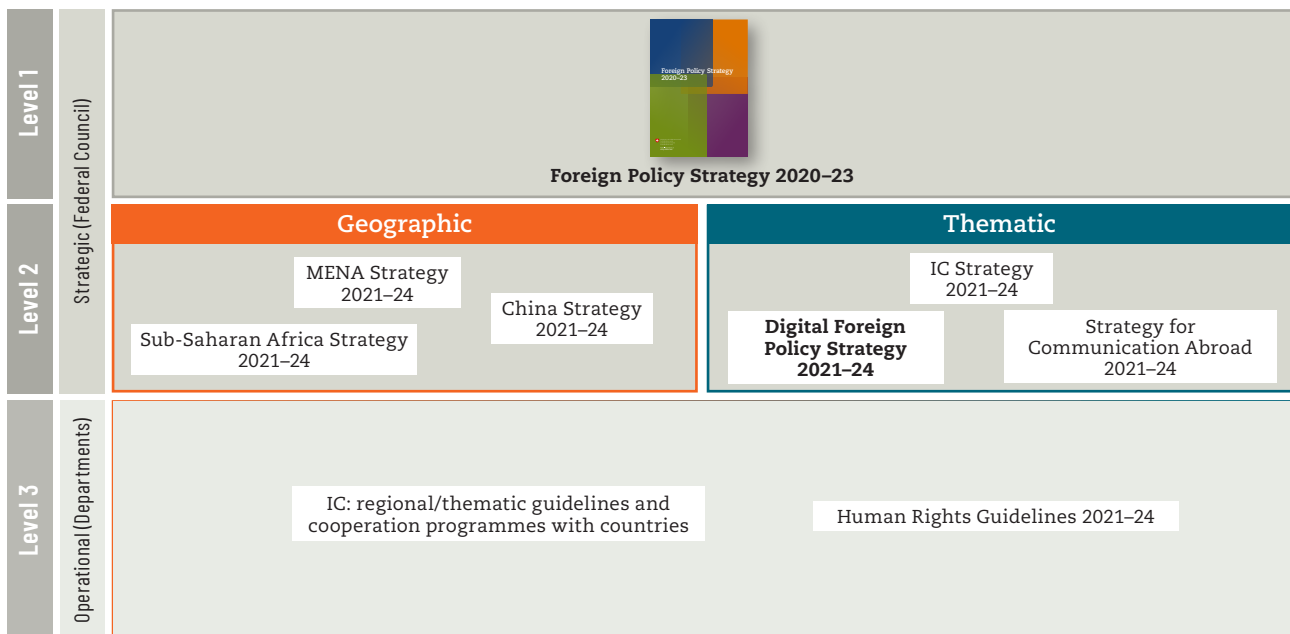 Level 1
Strategic (Federal Council)
Foreign Policy Strategy
2020–23
Foreign Policy Strategy 2020–23
Level 2
Geographic
MENA Strategy
2021–24
China Strategy
2021–24
Sub-Saharan Africa Strategy
2021–24
Thematic
IC Strategy
2021–24
Digital Foreign
Policy Strategy
2021–24
Strategy for
Communication Abroad
2021–24
Level 3
Operational (Departments)
IC: regional/thematic guidelines and
cooperation programmes with countries
Human Rights Guidelines 2021–24